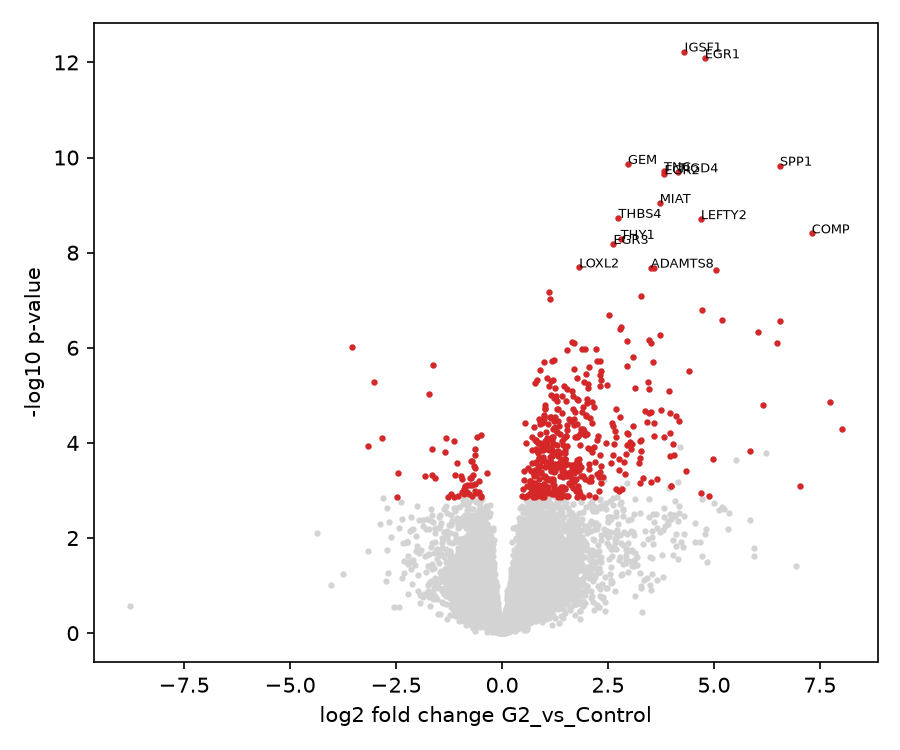 IGSF1
EGR1
GEM
SPP1
EGR2
MIAT
THBS4
LEFTY2
COMP
THY1
EGR3
LOXL2
ADAMTS8
12
10
8
6
4
2
0
-log10 p-value
−7.5
−5.0
−2.5
0.0
2.5
5.0
7.5
log2 fold change G2_vs_Control